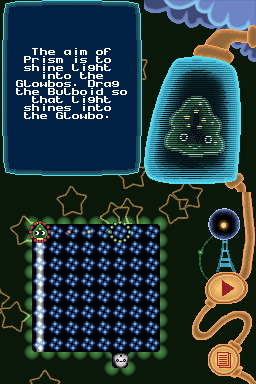 The aim of
Prism is to
shine light
into the
Glowbos. Drag
the Bulboid so
that light
shines into
the Glowbo.